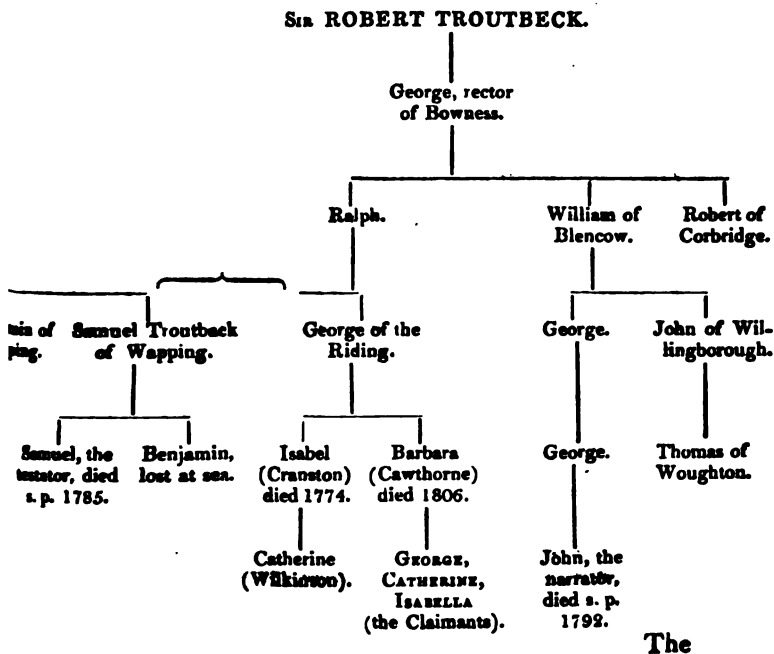 Sir ROBERT TROUTBECK.
George, rector
of Bowness.
Ralph.
William of
Blencow.
Robert of
Corbridge.
of
Samuel Troutback
of Wapping.
George of the
Riding.
George.
John of Wil-
lingborough.
Samuel, the
testator, died
s. p. 1785.
Benjamin,
lost at sea.
Isabel
(Cranston)
died 1774.
Barbara
(Cawthorne)
died 1806.
George.
Thomas of
Woughton.
Catherine
(Wilkinson).
George,
Catherine,
Isabella
(the Claimants).
John, the
narrator,
died s. p.
1792.
The